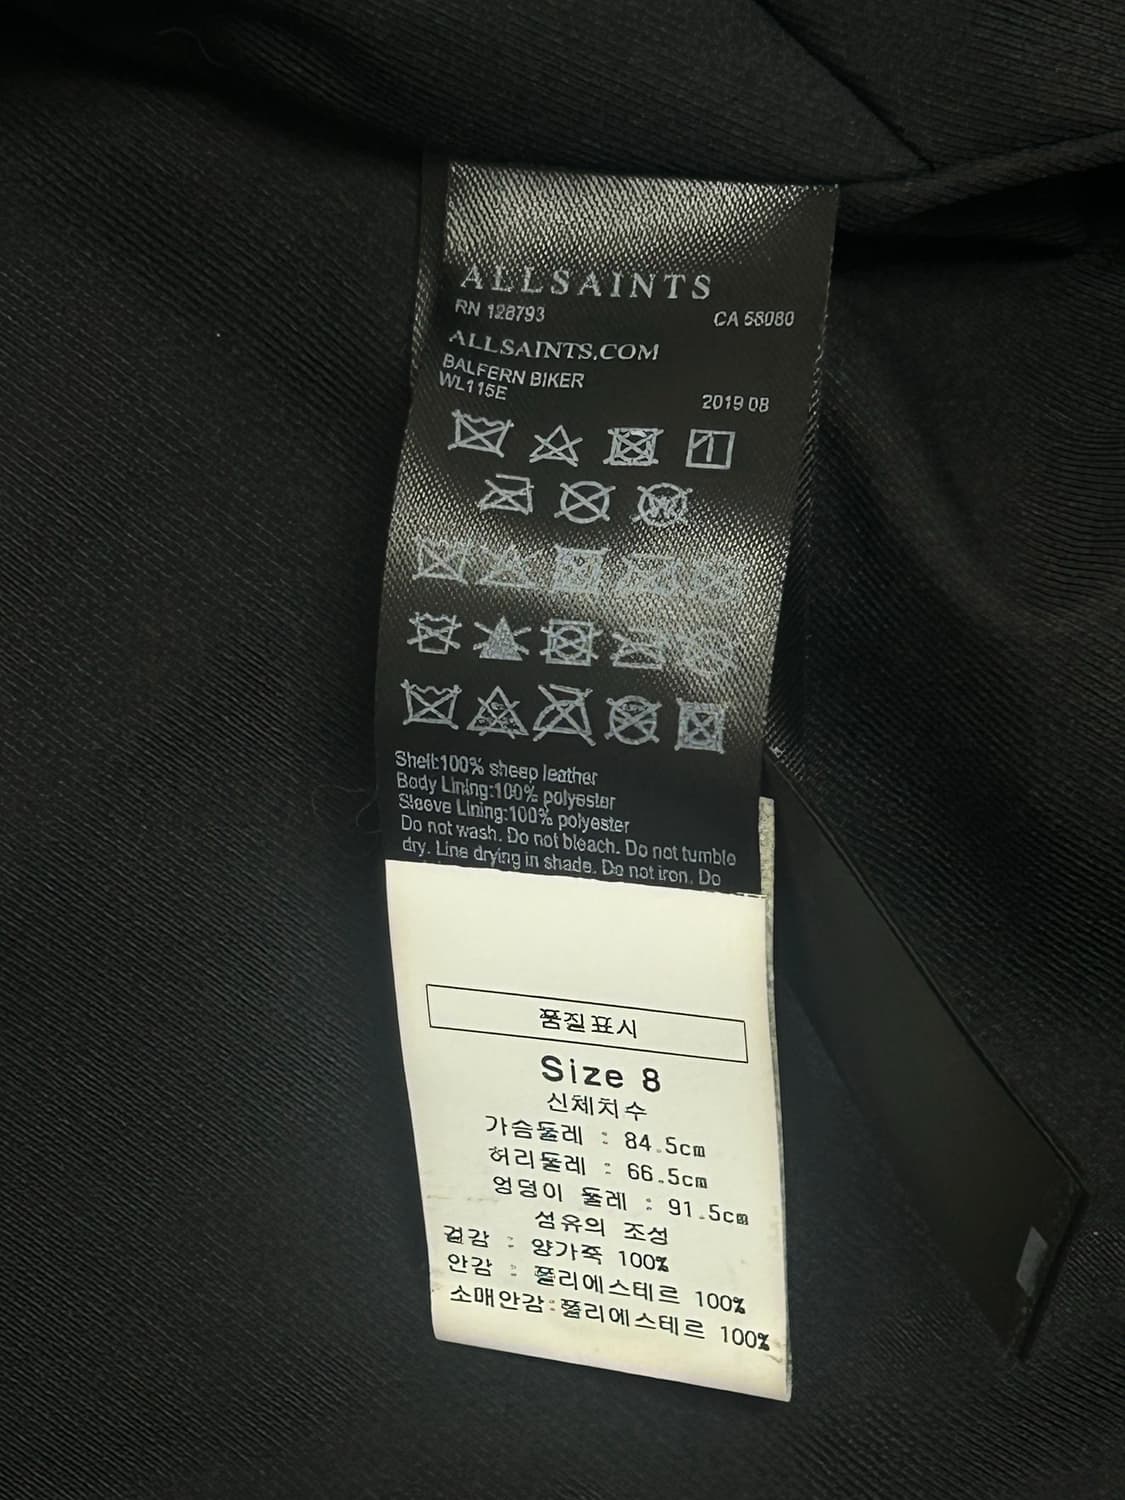 ALLSAINTS
RN 128793 CA 58080
ALLSAINTS.COM
BALFERN BIKER
WL115E 2019 08
Shell:100% sheep leather
Body Lining:100% polyester
Sleeve Lining:100% polyester
Do not wash. Do not bleach. Do not tumble
dry. Line drying in shade. Do not iron. Do
품질표시
Size 8
신체치수
가슴둘레 : 84.5cm
허리둘레 : 66.5cm
엉덩이 둘레 : 91.5cm
섬유의 조성
겉감 : 양가죽 100%
안감 : 폴리에스테르 100%
소매안감:폴리에스테르 100%